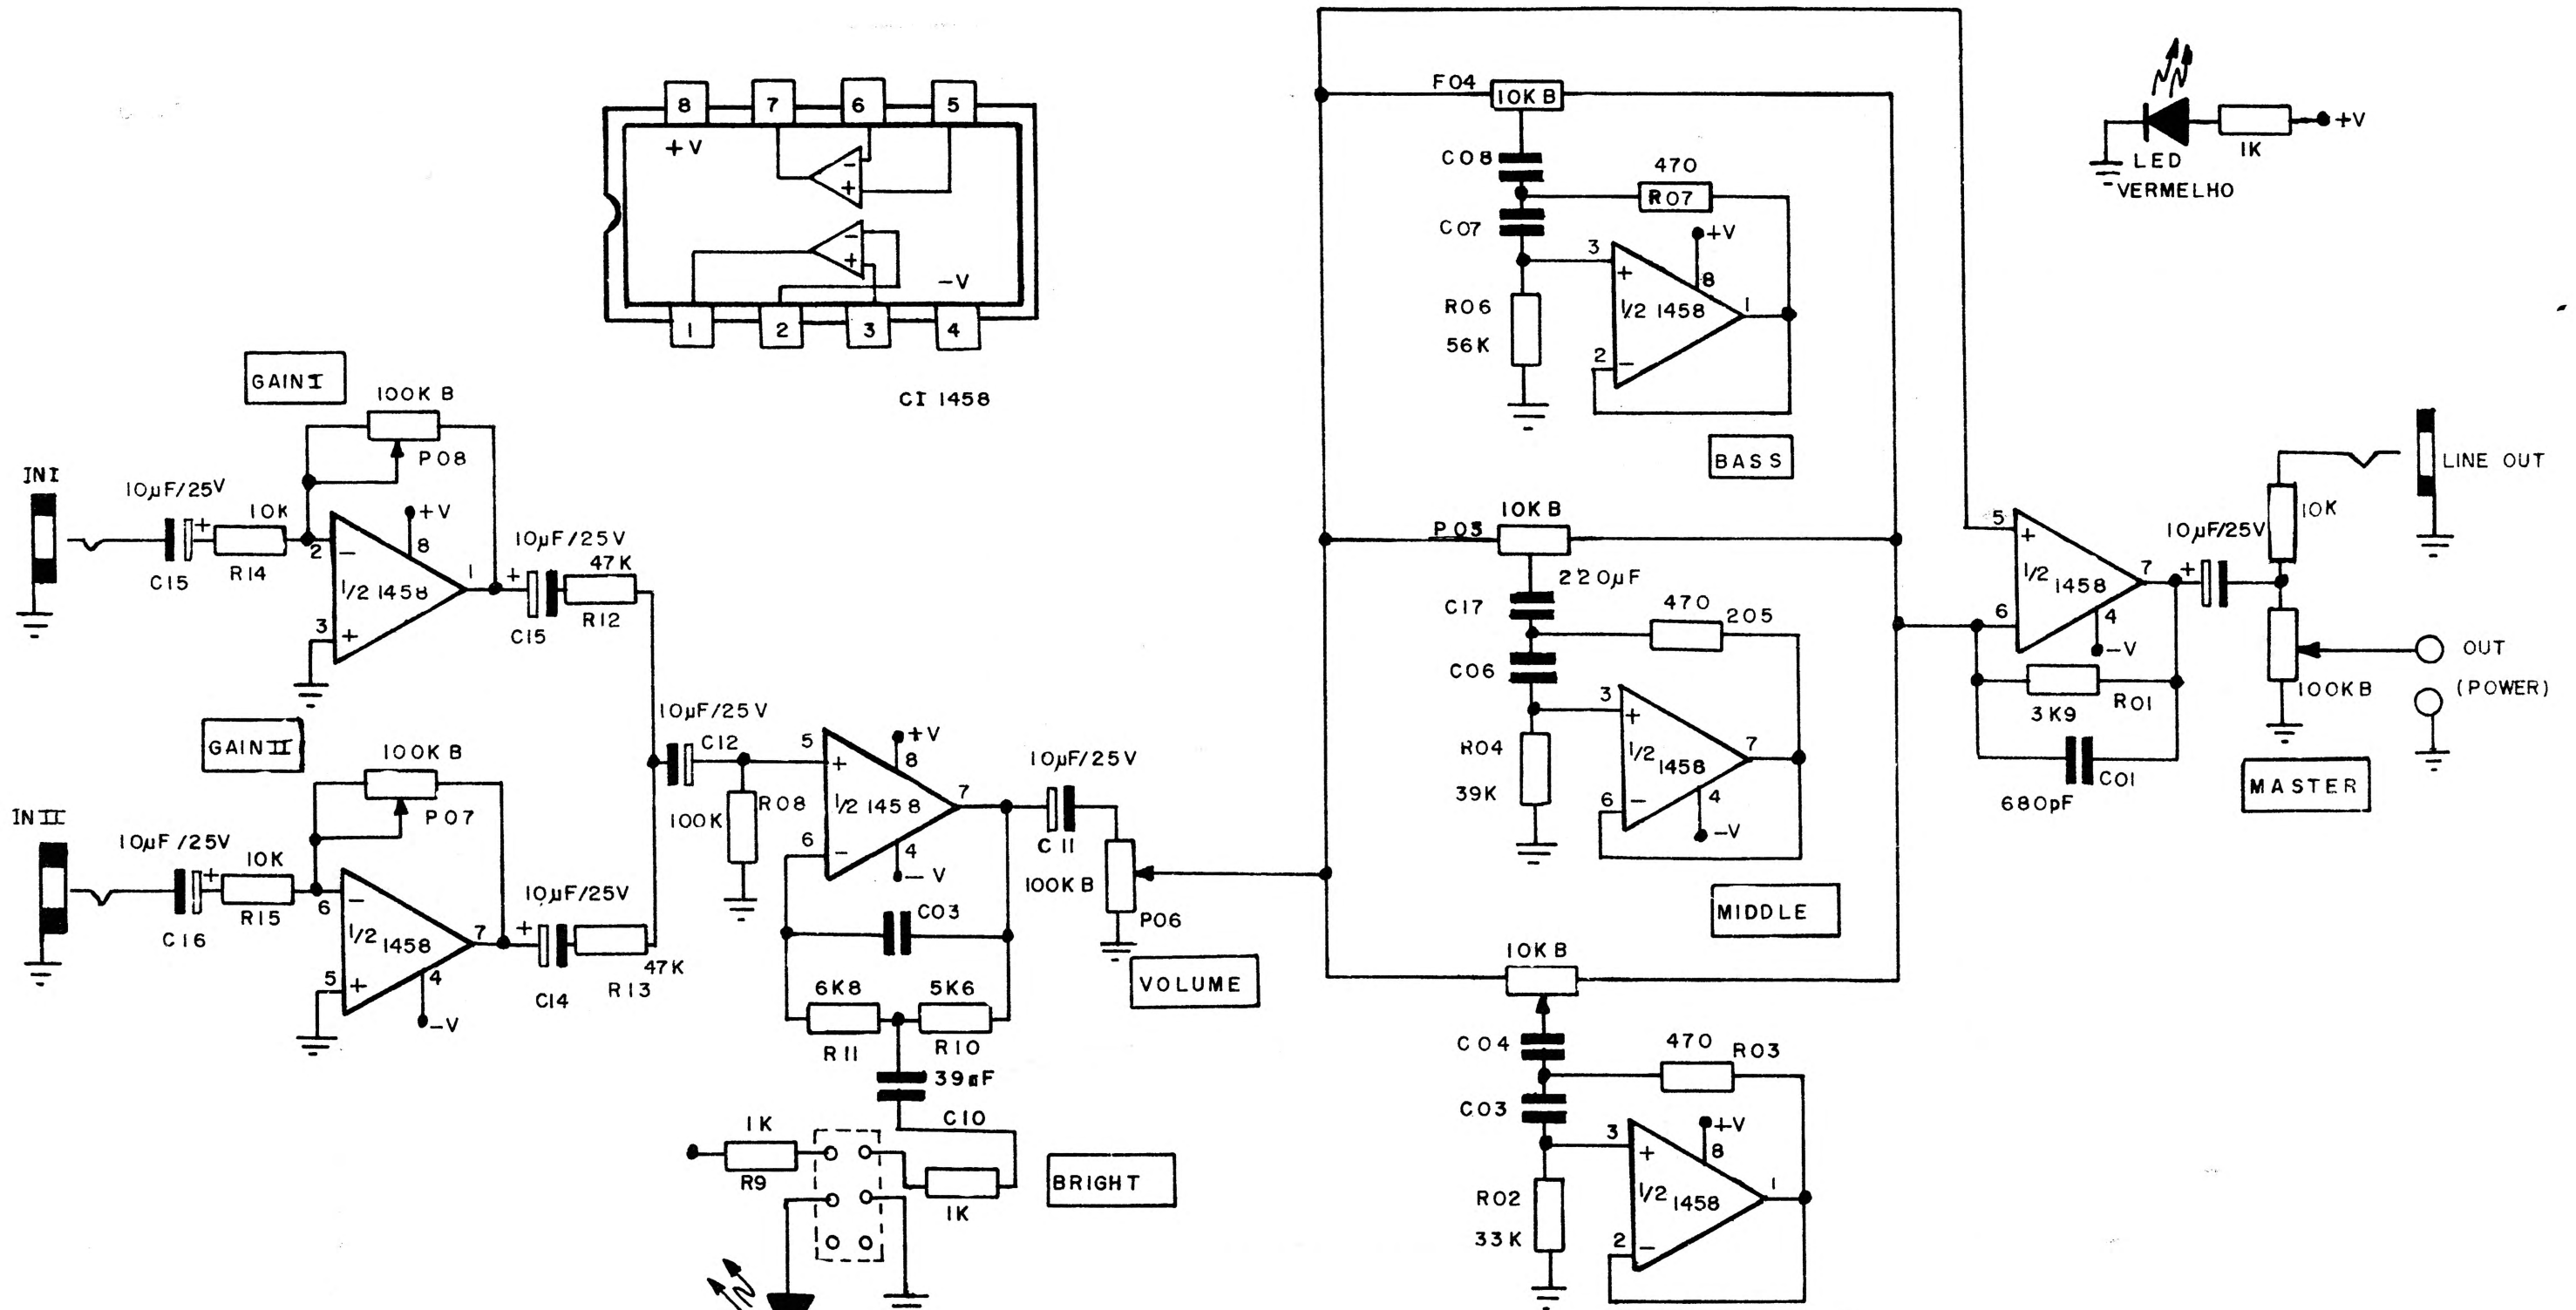 8 7 6 5
+V
- +
- +
-V
1 2 3 4
CI 1458
GAIN I
100K B
P08
IN I
10µF/25V
+
C15
10K
R14
2 -
+V
8
1/2 1458
1
3 +
+
10µF/25V
C15
47K
R12
GAIN II
100K B
P07
IN II
10µF/25V
+
C16
10K
R15
6 -
1/2 1458
7
5 +
4
-V
+
10µF/25V
C14
47K
R13
10µF/25V
C12
R08
100K
5 +
+V
8
1/2 1458
7
6 -
4
-V
C03
6K8
R11
5K6
R10
C10
1K
R9
1K
BRIGHT
10µF/25V
C11
100K B
P06
VOLUME
F04
10K B
C08
C07
470
R07
R06
56K
3 +
+V
8
1/2 1458
1
2 -
BASS
P03
10K B
220µF
C17
C06
470
205
R04
39K
3 +
1/2 1458
7
6 -
4
-V
MIDDLE
10K B
C04
C03
470
R03
R02
33K
3 +
+V
8
1/2 1458
1
2 -
LED
VERMELHO
1K
+V
5 +
1/2 1458
7
6
4
-V
3K9
R01
C01
680pF
10µF/25V
+
10K
LINE OUT
100KB
OUT
(POWER)
MASTER